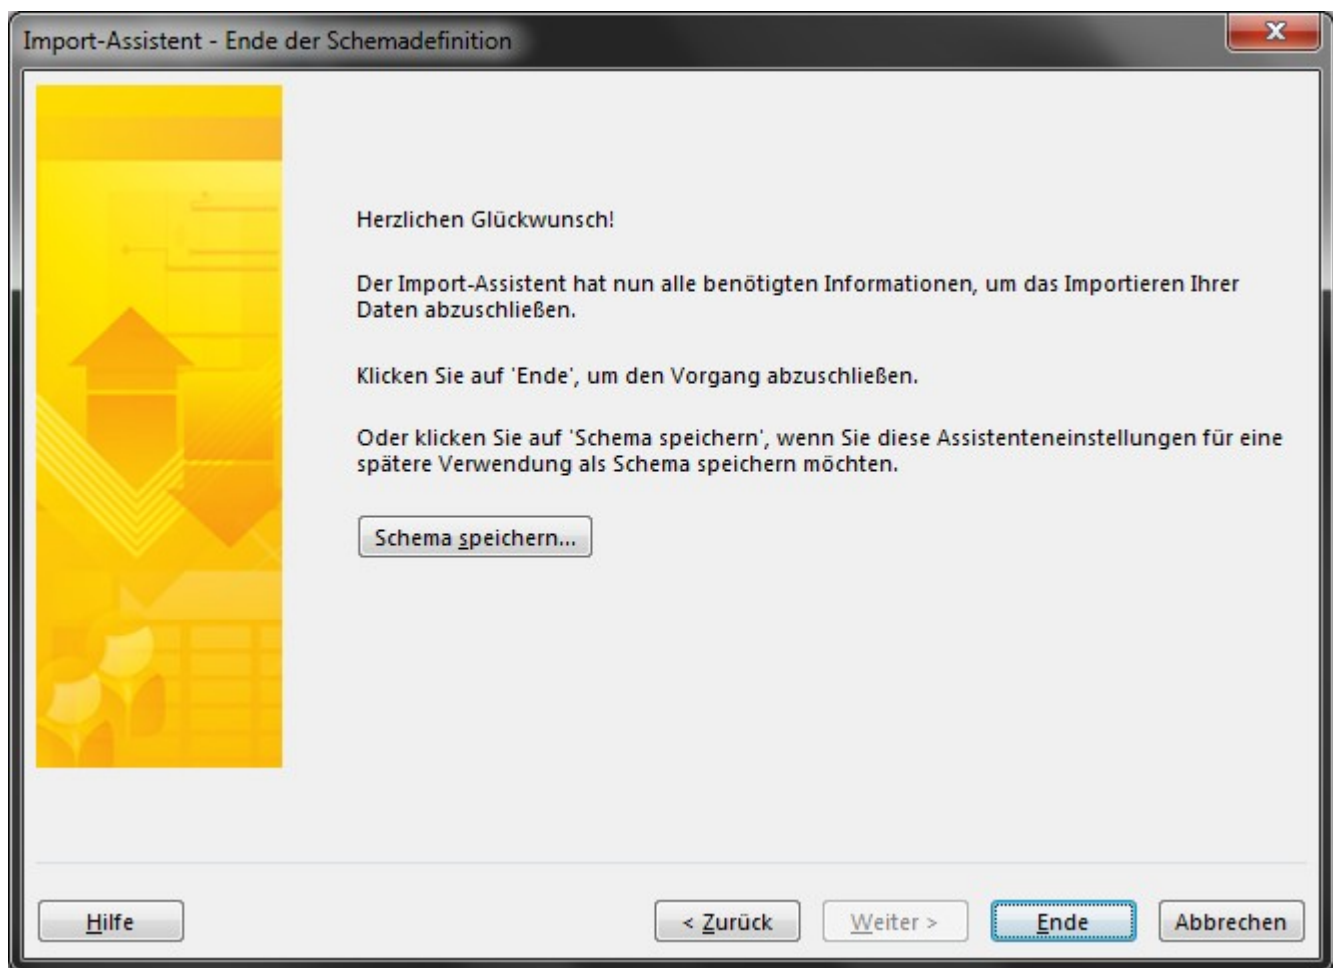 Import-Assistent - Ende der Schemadefinition
Herzlichen Glückwunsch!
Der Import-Assistent hat nun alle benötigten Informationen, um das Importieren Ihrer
Daten abzuschließen.
Klicken Sie auf 'Ende', um den Vorgang abzuschließen.
Oder klicken Sie auf 'Schema speichern', wenn Sie diese Assistenteneinstellungen für eine
spätere Verwendung als Schema speichern möchten.
Schema speichern...
Hilfe
< Zurück
Weiter >
Ende
Abbrechen